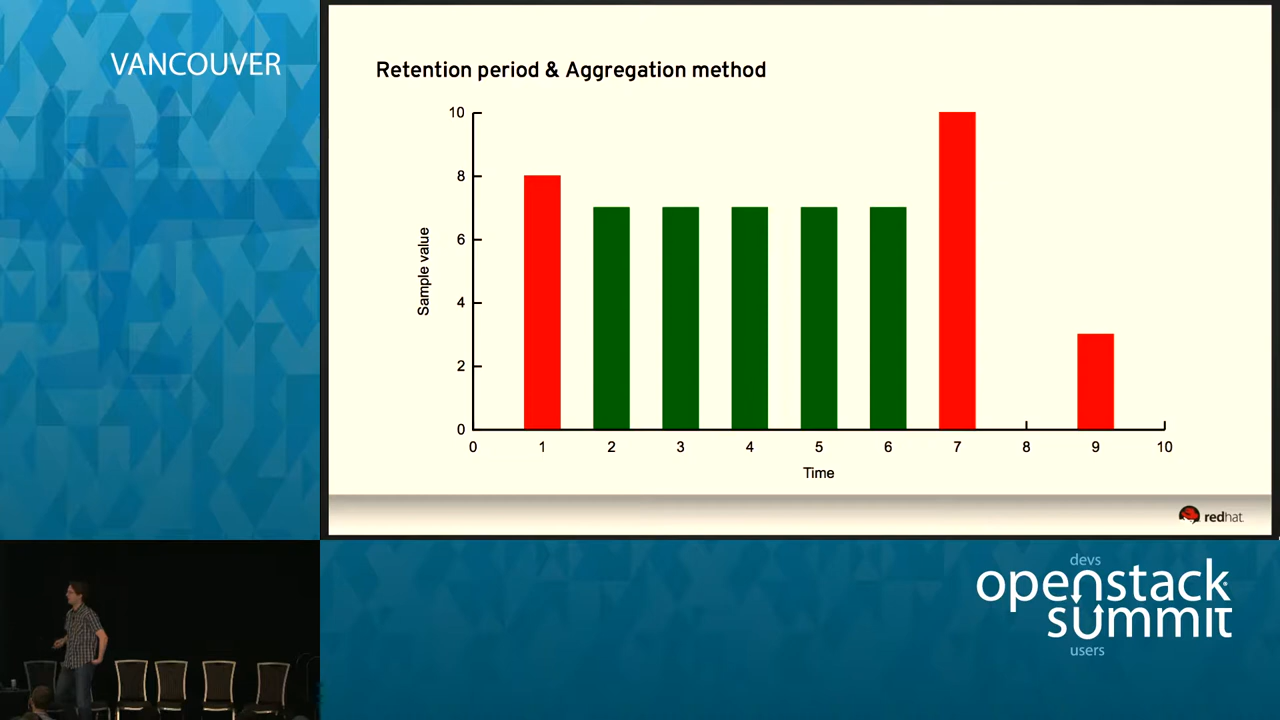 VANCOUVER
Retention period & Aggregation method
10
8
6
4
2
0
Sample value
0 1 2 3 4 5 6 7 8 9 10
Time
redhat.
devs
openstack
summit
users